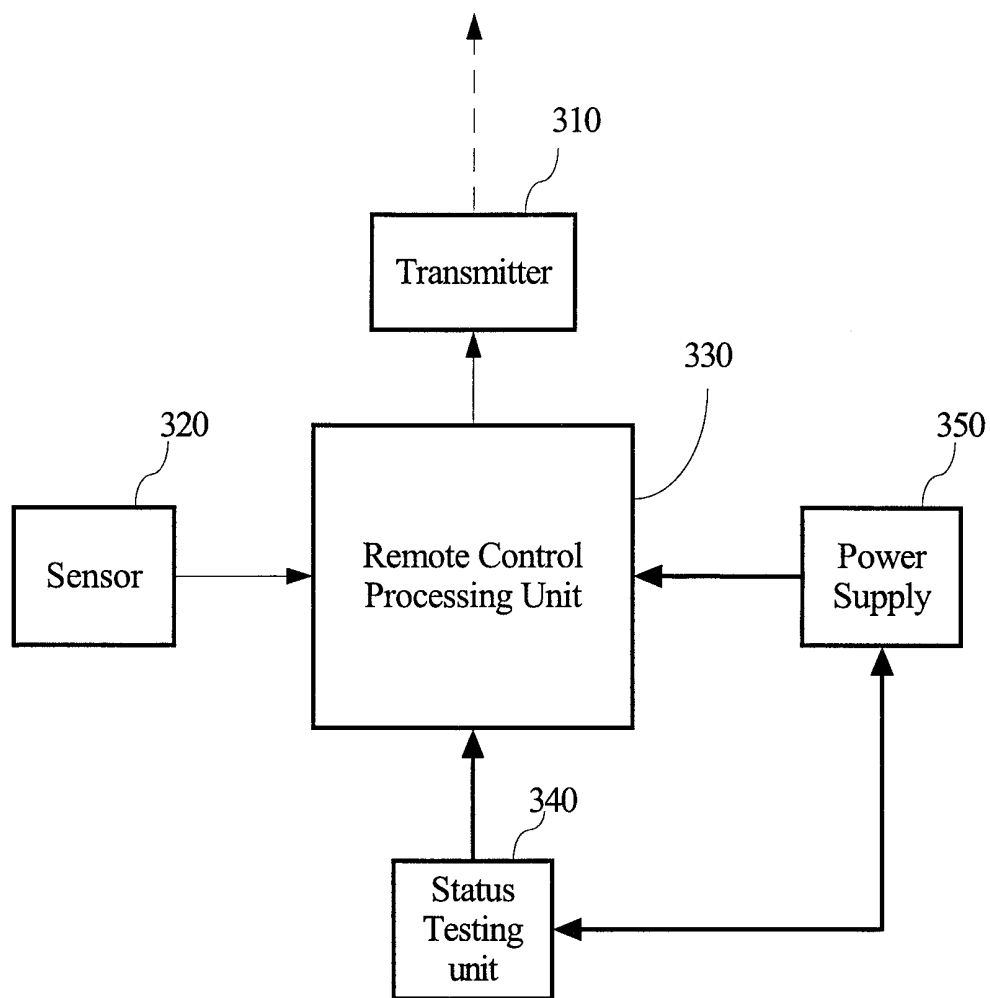 310
Transmitter
330
320
350
Sensor
Remote Control
Processing Unit
Power
Supply
340
Status
Testing
unit